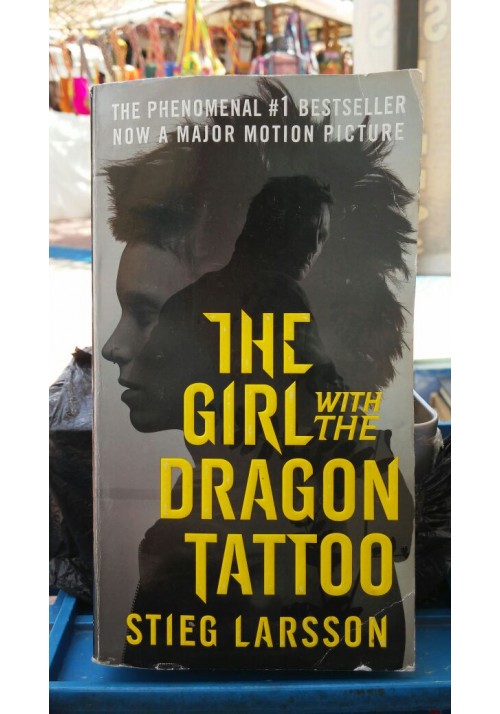 THE PHENOMENAL #1 BESTSELLER
NOW A MAJOR MOTION PICTURE
THE
GIRL WITH THE
DRAGON
TATTOO
STIEG LARSSON